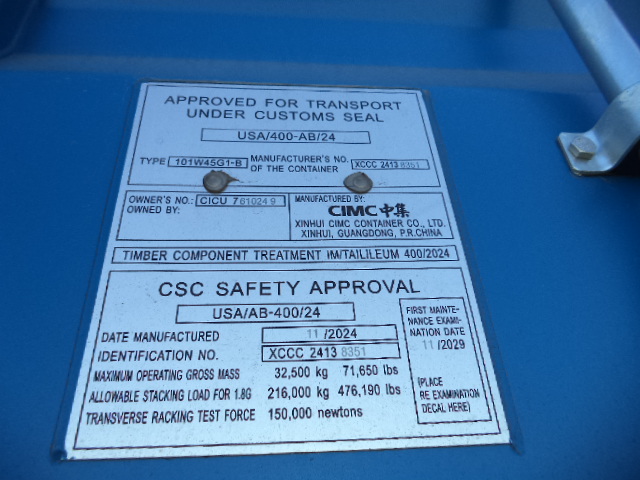 APPROVED FOR TRANSPORT
UNDER CUSTOMS SEAL
USA/400-AB/24
TYPE 101W45G1-B MANUFACTURER'S NO. OF THE CONTAINER XCCC 2413 8351
OWNER'S NO.: CICU 761024 9
OWNED BY:
MANUFACTURED BY:
CIMC中集
XINHUI CIMC CONTAINER CO., LTD.
XINHUI, GUANGDONG, P.R.CHINA
TIMBER COMPONENT TREATMENT IM/TAILILEUM 400/2024
CSC SAFETY APPROVAL
USA/AB-400/24
DATE MANUFACTURED 11 /2024
IDENTIFICATION NO. XCCC 2413 8351
MAXIMUM OPERATING GROSS MASS 32,500 kg 71,650 lbs
ALLOWABLE STACKING LOAD FOR 1.8G 216,000 kg 476,190 lbs
TRANSVERSE RACKING TEST FORCE 150,000 newtons
FIRST MAINTE-
NANCE EXAMI-
NATION DATE
11 /2029
(PLACE
RE EXAMINATION
DECAL HERE)